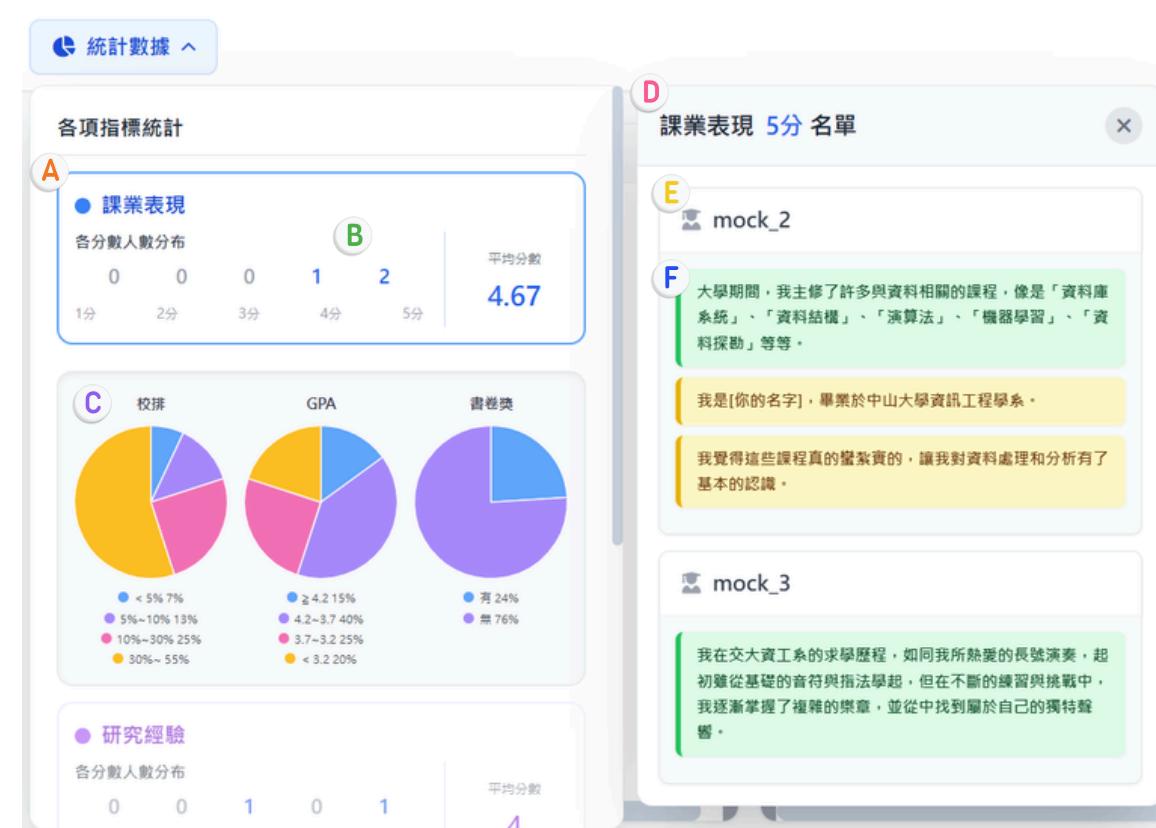 統計數據
各項指標統計
A
課業表現
各分數人數分布
B
0 0 0 1 2
1分 2分 3分 4分 5分
平均分數
4.67
C
校排 GPA 書卷獎
< 5% 7%
5%~10% 13%
10%~30% 25%
30%~ 55%
≧ 4.2 15%
4.2~3.7 40%
3.7~3.2 25%
< 3.2 20%
有 24%
無 76%
研究經驗
各分數人數分布
0 0 1 0 1
平均分數
4
D
課業表現 5分 名單
E
mock_2
F
大學期間，我主修了許多與資料相關的課程，像是「資料庫
系統」、「資料結構」、「演算法」、「機器學習」、「資
料探勘」等等。
我是[你的名字]，畢業於中山大學資訊工程學系。
我覺得這些課程真的蠻紮實的，讓我對資料處理和分析有了
基本的認識。
mock_3
我在交大資工系的求學歷程，如同我所熱愛的長號演奏，起
初雖從基礎的音符與指法學起，但在不斷的練習與挑戰中，
我逐漸掌握了複雜的樂章，並從中找到屬於自己的獨特聲
響。